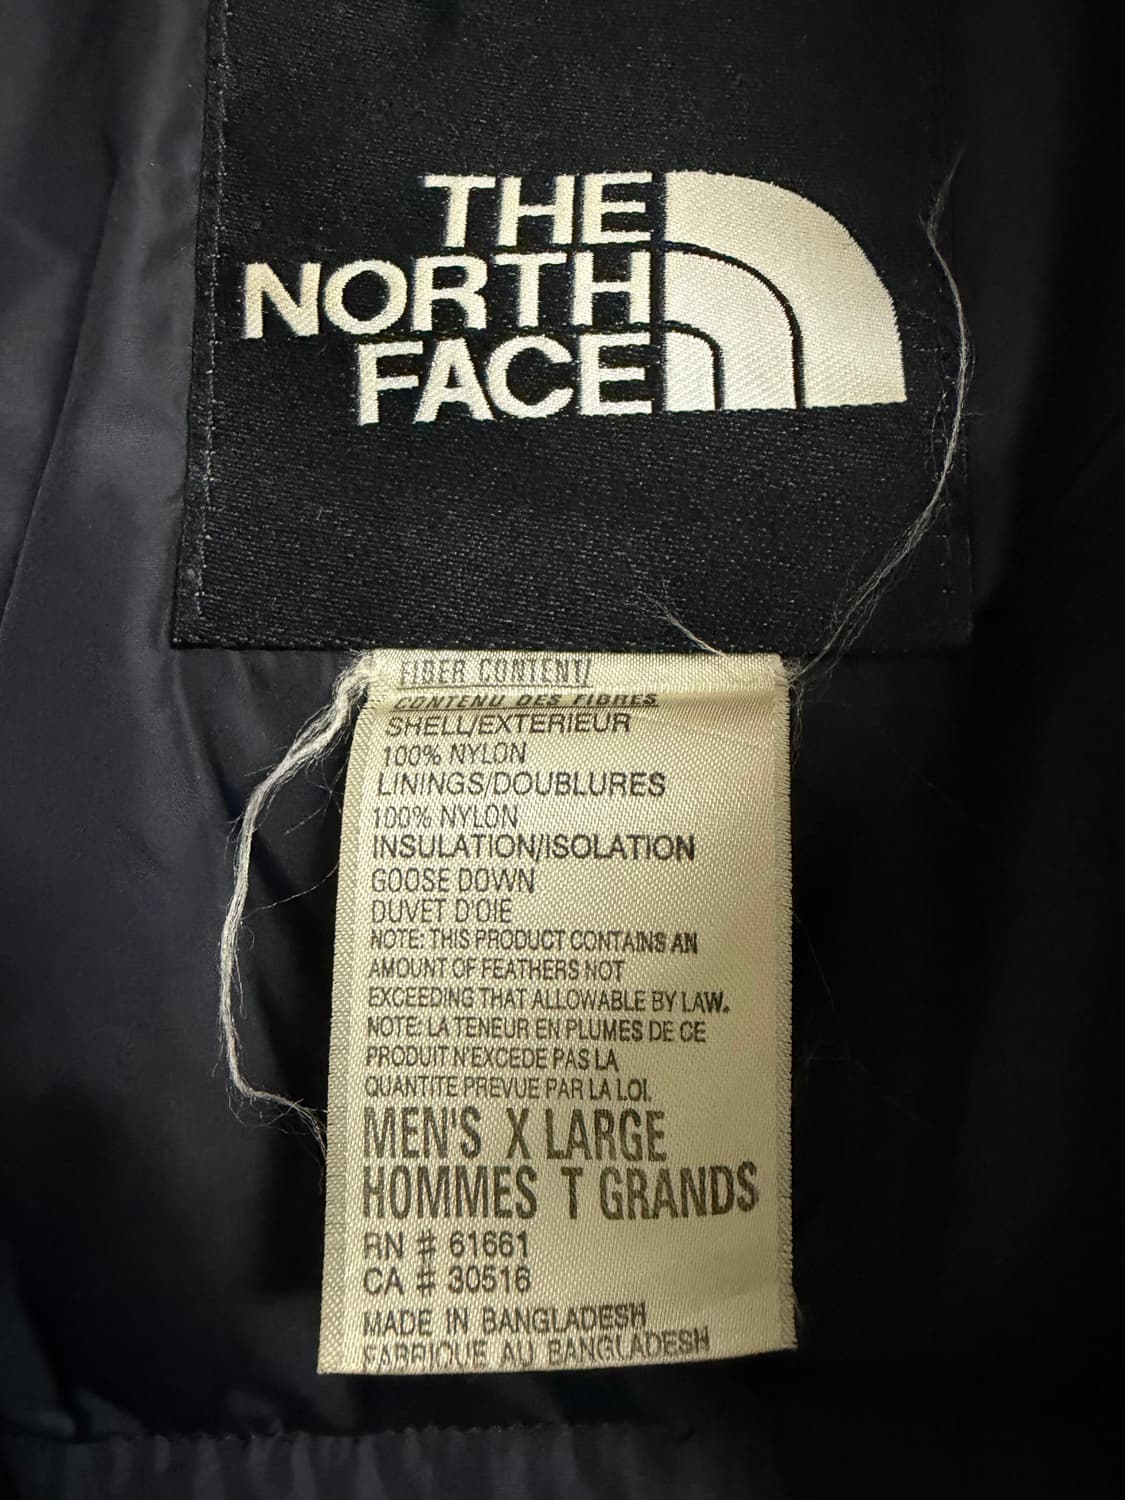 THE
NORTH
FACE
FIBER CONTENT/
CONTENU DES FIBRES
SHELL/EXTERIEUR
100% NYLON
LININGS/DOUBLURES
100% NYLON
INSULATION/ISOLATION
GOOSE DOWN
DUVET D'OIE
NOTE: THIS PRODUCT CONTAINS AN
AMOUNT OF FEATHERS NOT
EXCEEDING THAT ALLOWABLE BY LAW.
NOTE: LA TENEUR EN PLUMES DE CE
PRODUIT N'EXCEDE PAS LA
QUANTITE PREVUE PAR LA LOI.
MEN'S X LARGE
HOMMES T GRANDS
RN # 61661
CA # 30516
MADE IN BANGLADESH
FABRIQUE AU BANGLADESH